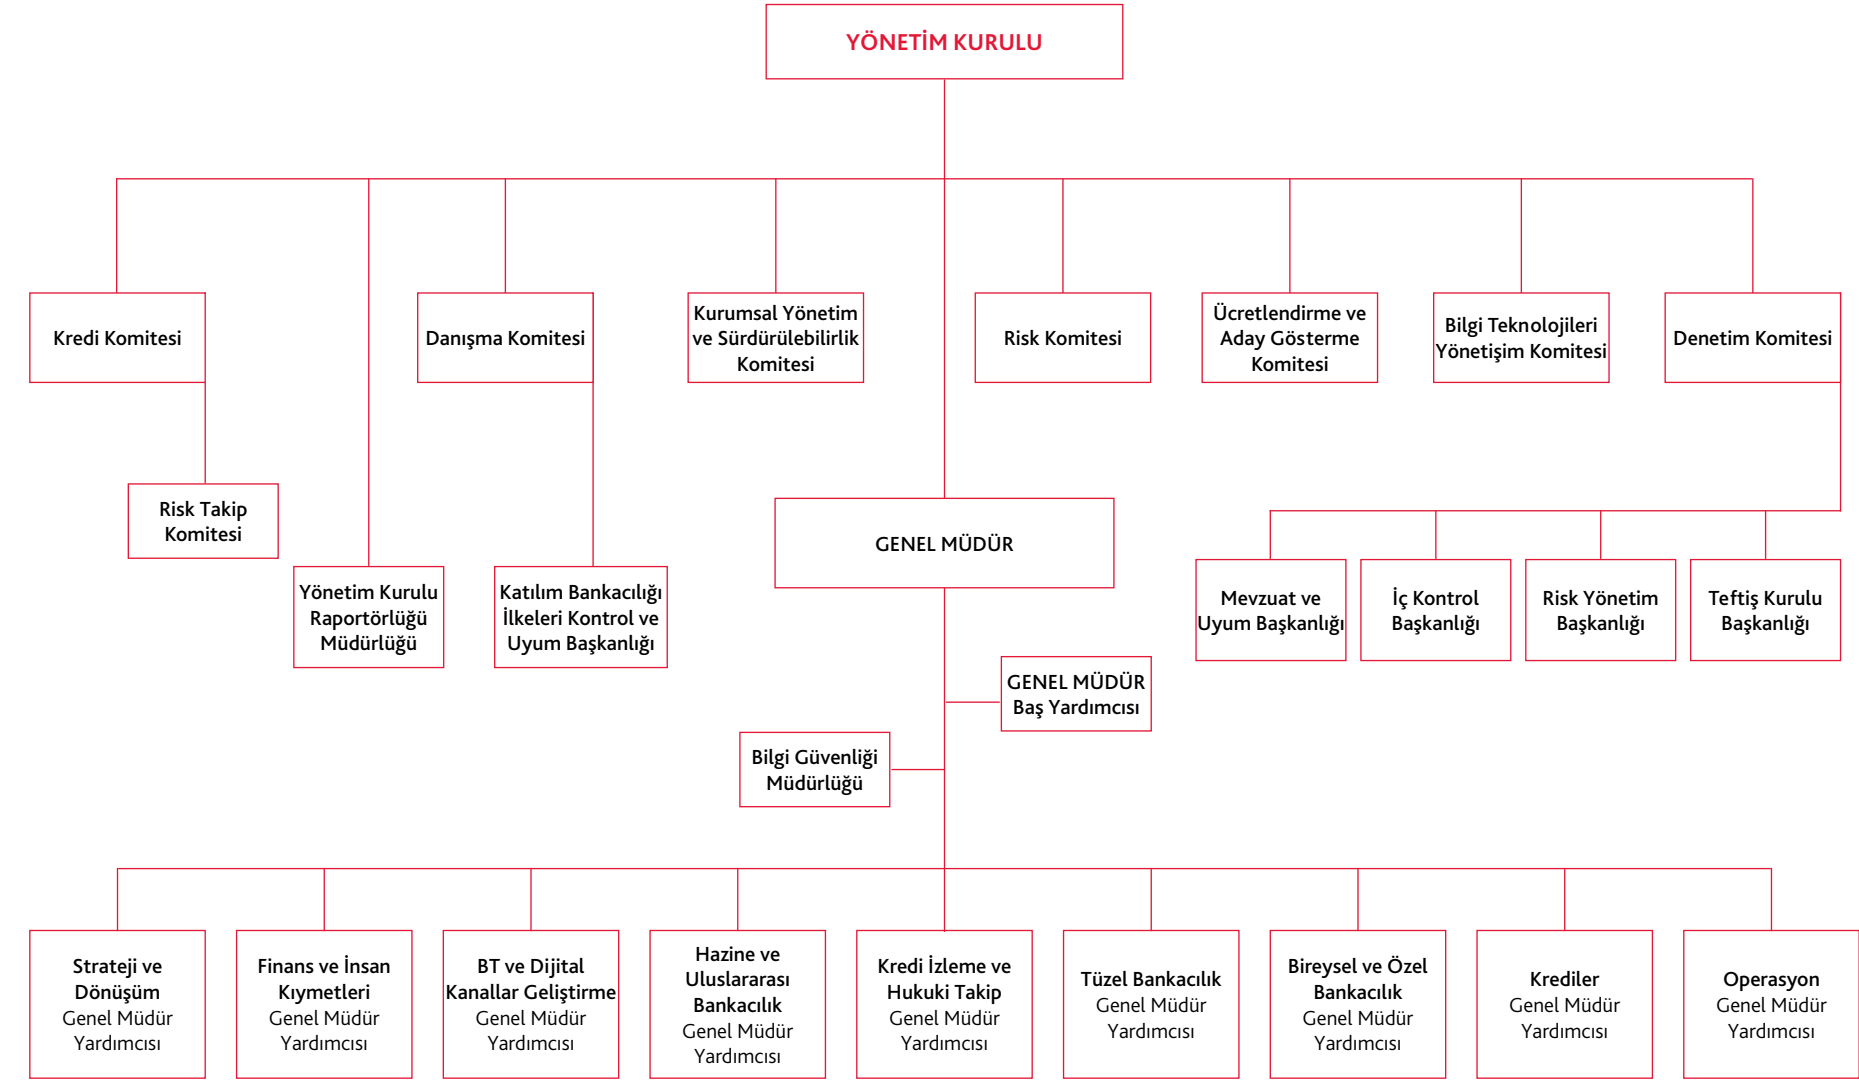 YÖNETİM KURULU
Kredi Komitesi
Danışma Komitesi
Kurumsal Yönetim
ve Sürdürülebilirlik
Komitesi
Risk Komitesi
Ücretlendirme ve
Aday Gösterme
Komitesi
Bilgi Teknolojileri
Yönetişim Komitesi
Denetim Komitesi
Risk Takip
Komitesi
GENEL MÜDÜR
Yönetim Kurulu
Raportörlüğü
Müdürlüğü
Katılım Bankacılığı
İlkeleri Kontrol ve
Uyum Başkanlığı
Mevzuat ve
Uyum Başkanlığı
İç Kontrol
Başkanlığı
Risk Yönetim
Başkanlığı
Teftiş Kurulu
Başkanlığı
GENEL MÜDÜR
Baş Yardımcısı
Bilgi Güvenliği
Müdürlüğü
Strateji ve
Dönüşüm
Genel Müdür
Yardımcısı
Finans ve İnsan
Kıymetleri
Genel Müdür
Yardımcısı
BT ve Dijital
Kanallar Geliştirme
Genel Müdür
Yardımcısı
Hazine ve
Uluslararası
Bankacılık
Genel Müdür
Yardımcısı
Kredi İzleme ve
Hukuki Takip
Genel Müdür
Yardımcısı
Tüzel Bankacılık
Genel Müdür
Yardımcısı
Bireysel ve Özel
Bankacılık
Genel Müdür
Yardımcısı
Krediler
Genel Müdür
Yardımcısı
Operasyon
Genel Müdür
Yardımcısı